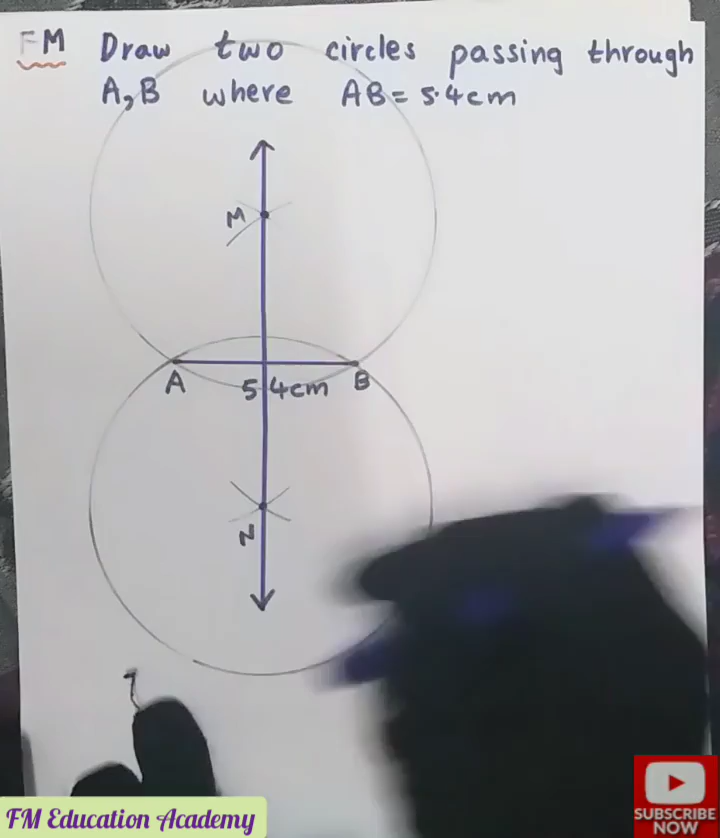 FM Draw two circles passing through
A,B where AB = 5.4cm
M
A 5.4cm B
N
FM Education Academy
SUBSCRIBE
NOW